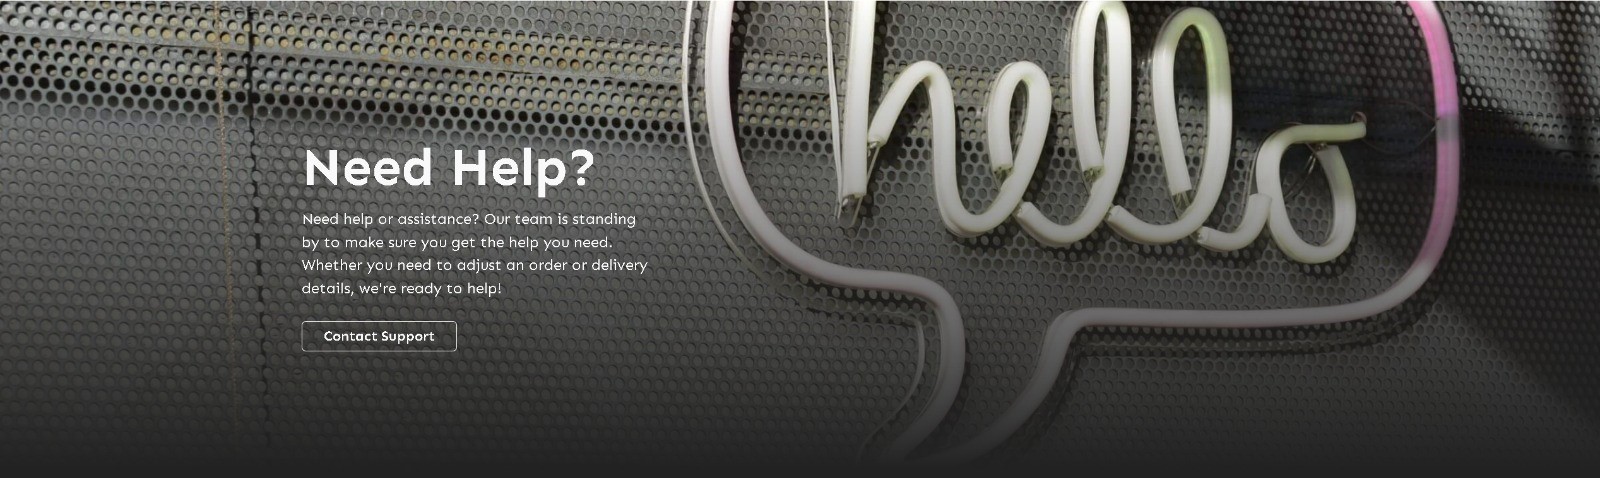 hello
Need Help?
Need help or assistance? Our team is standing
by to make sure you get the help you need.
Whether you need to adjust an order or delivery
details, we're ready to help!
Contact Support